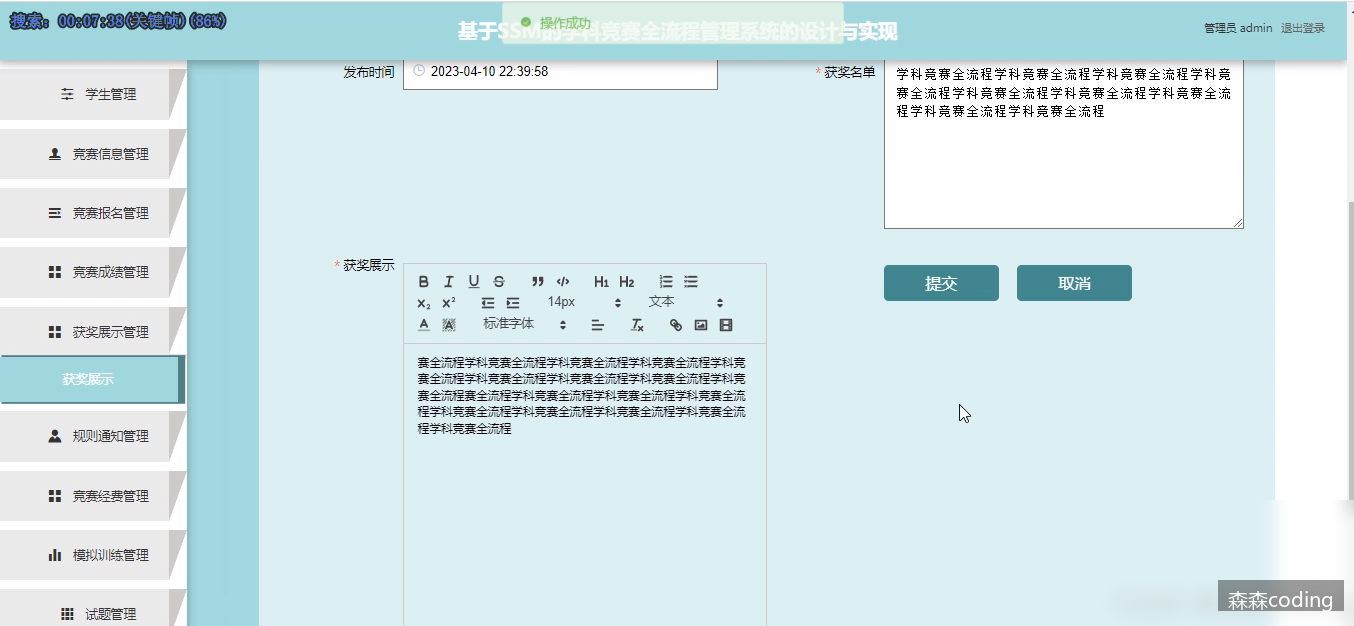 搜索: 00:07:38(关键帧)(86%)
操作成功
基于SSM的学科竞赛全流程管理系统的设计与实现
管理员 admin 退出登录
发布时间
2023-04-10 22:39:58
* 获奖名单
学科竟赛全流程学科竞赛全流程学科竞赛全流程学科竟
赛全流程学科竞赛全流程学科竞赛全流程学科竞赛全流
程学科竞赛全流程学科竞赛全流程
学生管理
竞赛信息管理
竞赛报名管理
竞赛成绩管理
获奖展示管理
获奖展示
规则通知管理
竞赛经费管理
模拟训练管理
试题管理
* 获奖展示
B I U S ” </> H1 H2
X₂ X² 14px 文本
A A 标准字体 Tx
赛全流程学科竞赛全流程学科竞赛全流程学科竞赛全流程学科竞
赛全流程学科竞赛全流程学科竞赛全流程学科竞赛全流程学科竞
赛全流程赛全流程学科竞赛全流程学科竞赛全流程学科竞赛全流
程学科竞赛全流程学科竞赛全流程学科竞赛全流程学科竞赛全流
程学科竞赛全流程
提交
取消
森森coding